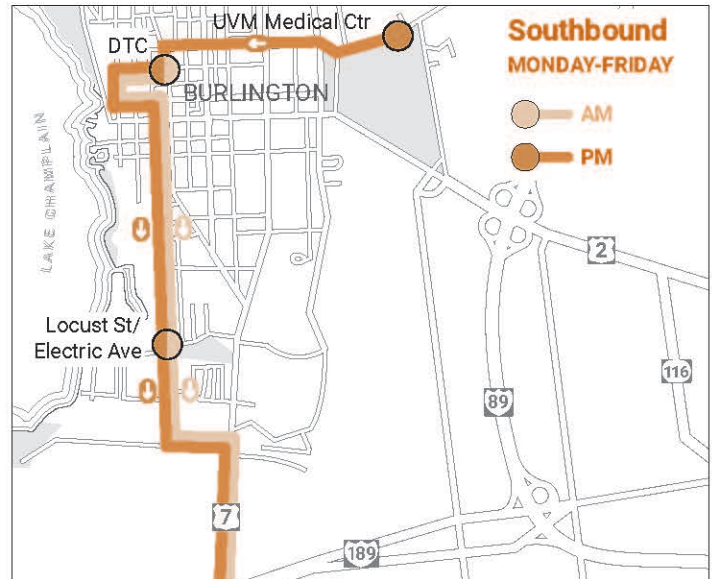 UVM Medical Ctr
Southbound
MONDAY-FRIDAY
DTC
BURLINGTON
AM
PM
LAKE CHAMPLAIN
2
Locust St/
Electric Ave
116
89
7
189